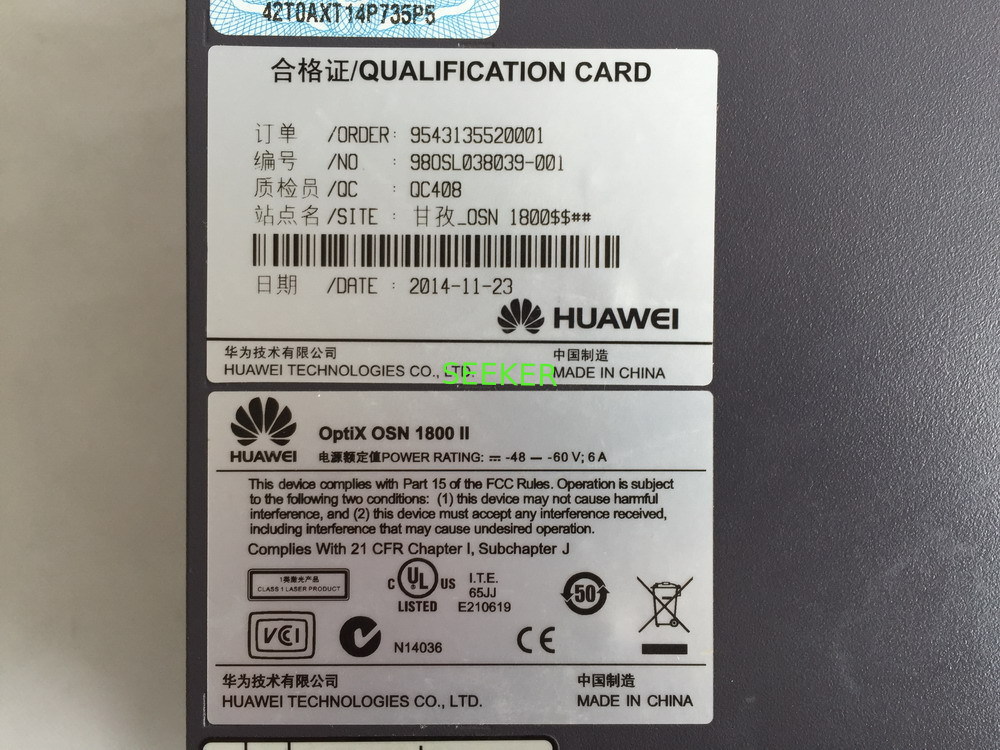 42T0AXT14P735P5
合格证/QUALIFICATION CARD
订单 /ORDER: 9543135520001
编号 /NO : 980SL038039-001
质检员 /QC : QC408
站点名 /SITE : 甘孜_OSN 1800$$##
日期 /DATE : 2014-11-23
HUAWEI
华为技术有限公司 中国制造
HUAWEI TECHNOLOGIES CO., LTD. MADE IN CHINA
SEEKER
HUAWEI
OptiX OSN 1800 II
电源额定值POWER RATING: ⎓ -48 — -60 V; 6 A
This device complies with Part 15 of the FCC Rules. Operation is subject
to the following two conditions: (1) this device may not cause harmful
interference, and (2) this device must accept any interference received,
including interference that may cause undesired operation.
Complies With 21 CFR Chapter I, Subchapter J
1类激光产品
CLASS 1 LASER PRODUCT
C UL US
LISTED
I.T.E.
65JJ
E210619
50
VCI
N14036
CE
华为技术有限公司 中国制造
HUAWEI TECHNOLOGIES CO., LTD. MADE IN CHINA